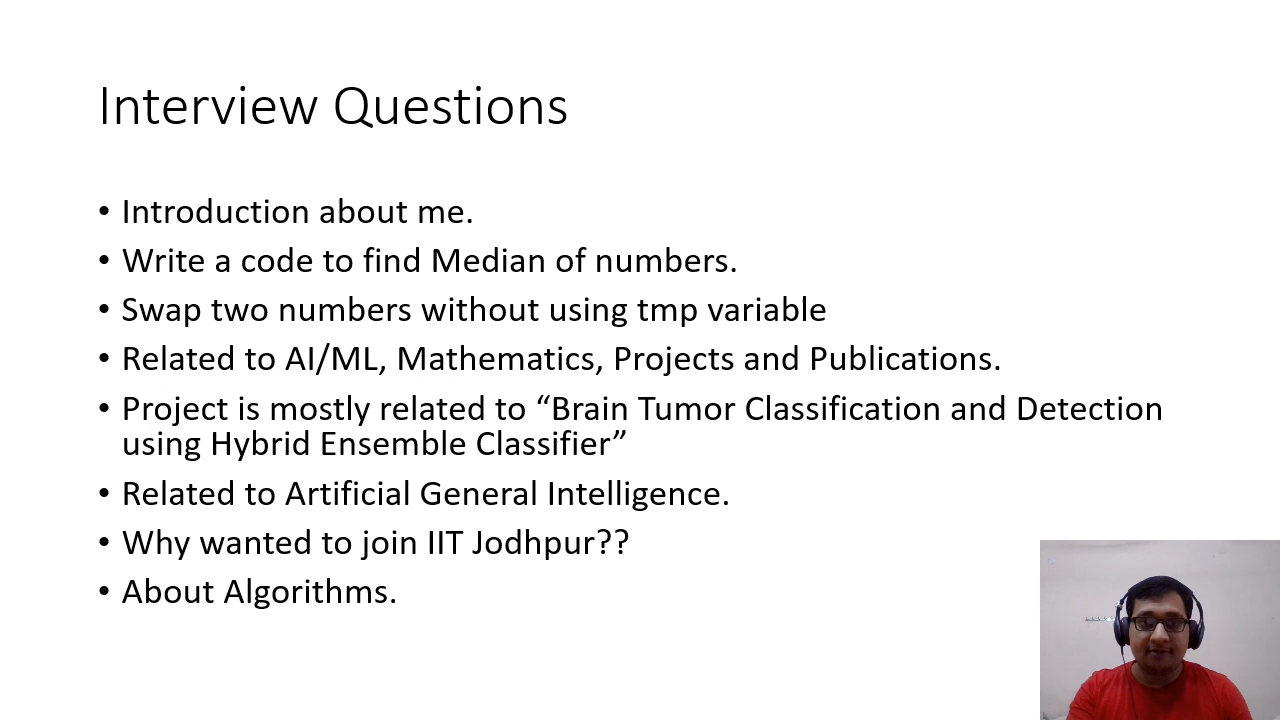 Interview Questions
• Introduction about me.
• Write a code to find Median of numbers.
• Swap two numbers without using tmp variable
• Related to AI/ML, Mathematics, Projects and Publications.
• Project is mostly related to “Brain Tumor Classification and Detection
using Hybrid Ensemble Classifier”
• Related to Artificial General Intelligence.
• Why wanted to join IIT Jodhpur??
• About Algorithms.